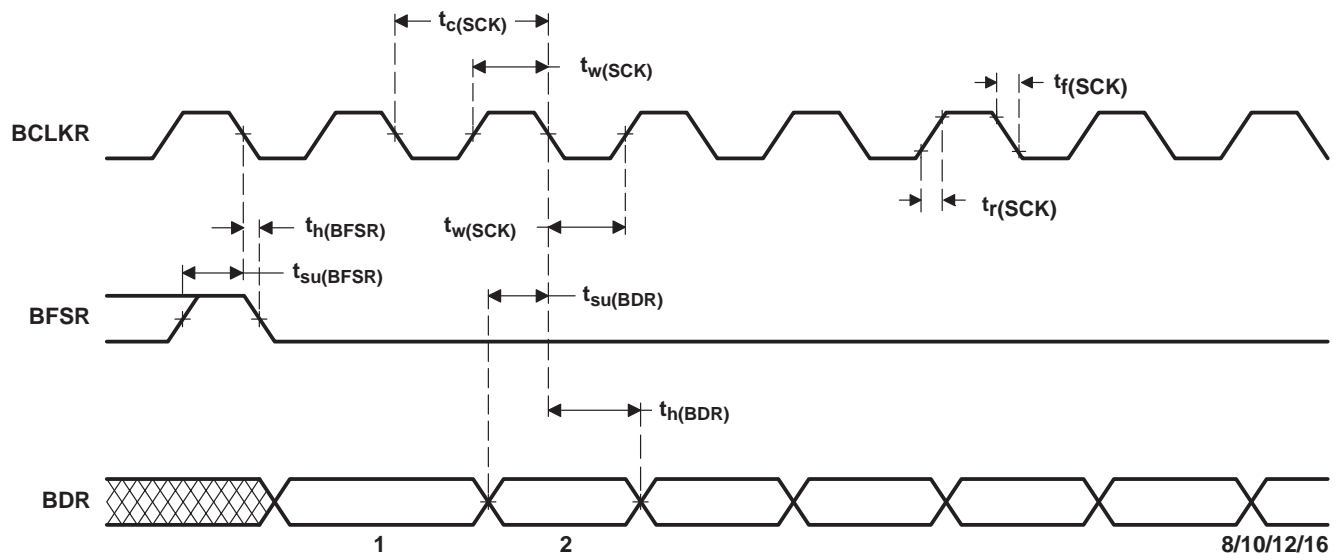 tc(SCK)
tw(SCK)
tf(SCK)
BCLKR
tr(SCK)
th(BFSR)
tw(SCK)
tsu(BFSR)
tsu(BDR)
BFSR
th(BDR)
BDR
1 2 8/10/12/16